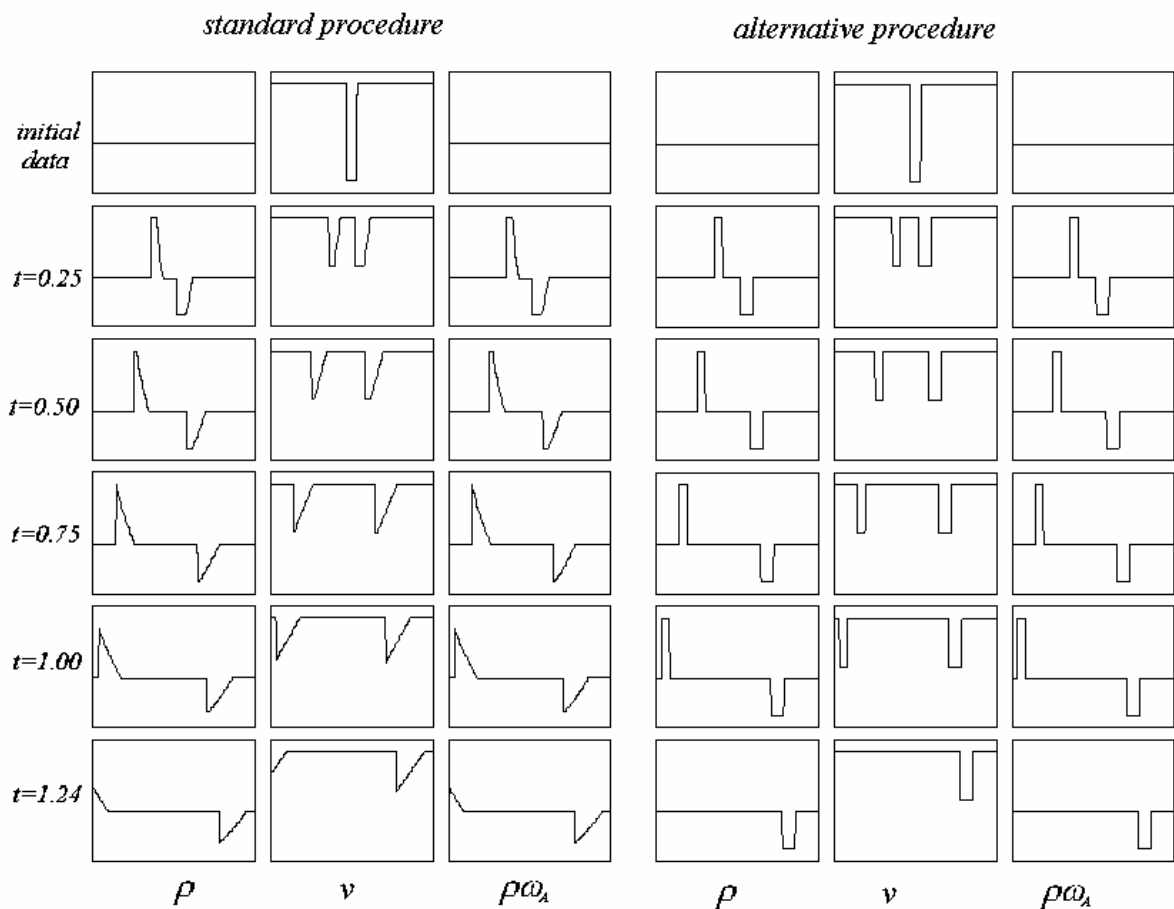 standard procedure
alternative procedure
initial
data
t=0.25
t=0.50
t=0.75
t=1.00
t=1.24
ρ v ρω_A ρ v ρω_A